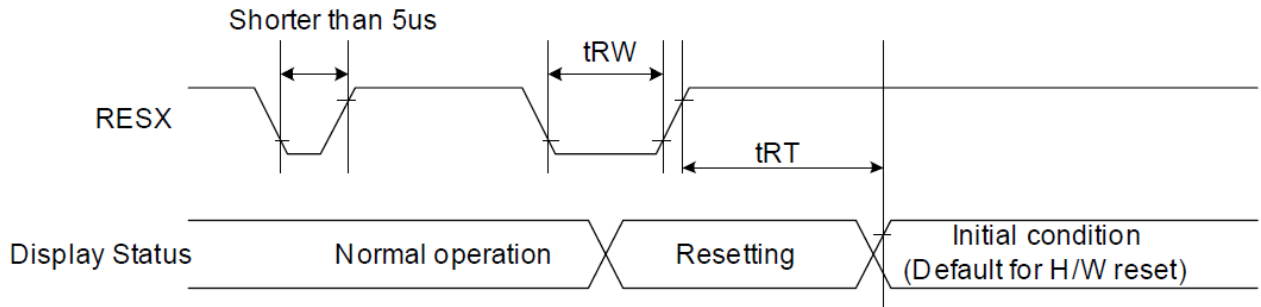 Shorter than 5us
tRW
RESX
tRT
Display Status
Normal operation
Resetting
Initial condition
(Default for H/W reset)